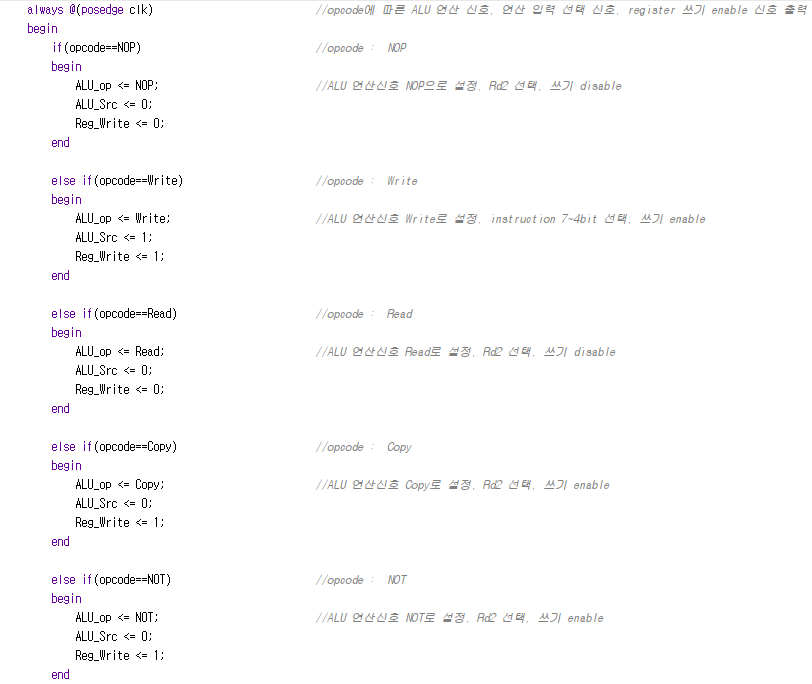 always @(posedge clk) //opcode에 따른 ALU 연산 신호, 연산 입력 선택 신호, register 쓰기 enable 신호 출력
begin
if(opcode==NOP) //opcode : NOP
begin
ALU_op <= NOP; //ALU 연산신호 NOP으로 설정, Rd2 선택, 쓰기 disable
ALU_Src <= 0;
Reg_Write <= 0;
end
else if(opcode==Write) //opcode : Write
begin
ALU_op <= Write; //ALU 연산신호 Write로 설정, instruction 7~4bit 선택, 쓰기 enable
ALU_Src <= 1;
Reg_Write <= 1;
end
else if(opcode==Read) //opcode : Read
begin
ALU_op <= Read; //ALU 연산신호 Read로 설정, Rd2 선택, 쓰기 disable
ALU_Src <= 0;
Reg_Write <= 0;
end
else if(opcode==Copy) //opcode : Copy
begin
ALU_op <= Copy; //ALU 연산신호 Copy로 설정, Rd2 선택, 쓰기 enable
ALU_Src <= 0;
Reg_Write <= 1;
end
else if(opcode==NOT) //opcode : NOT
begin
ALU_op <= NOT; //ALU 연산신호 NOT로 설정, Rd2 선택, 쓰기 enable
ALU_Src <= 0;
Reg_Write <= 1;
end